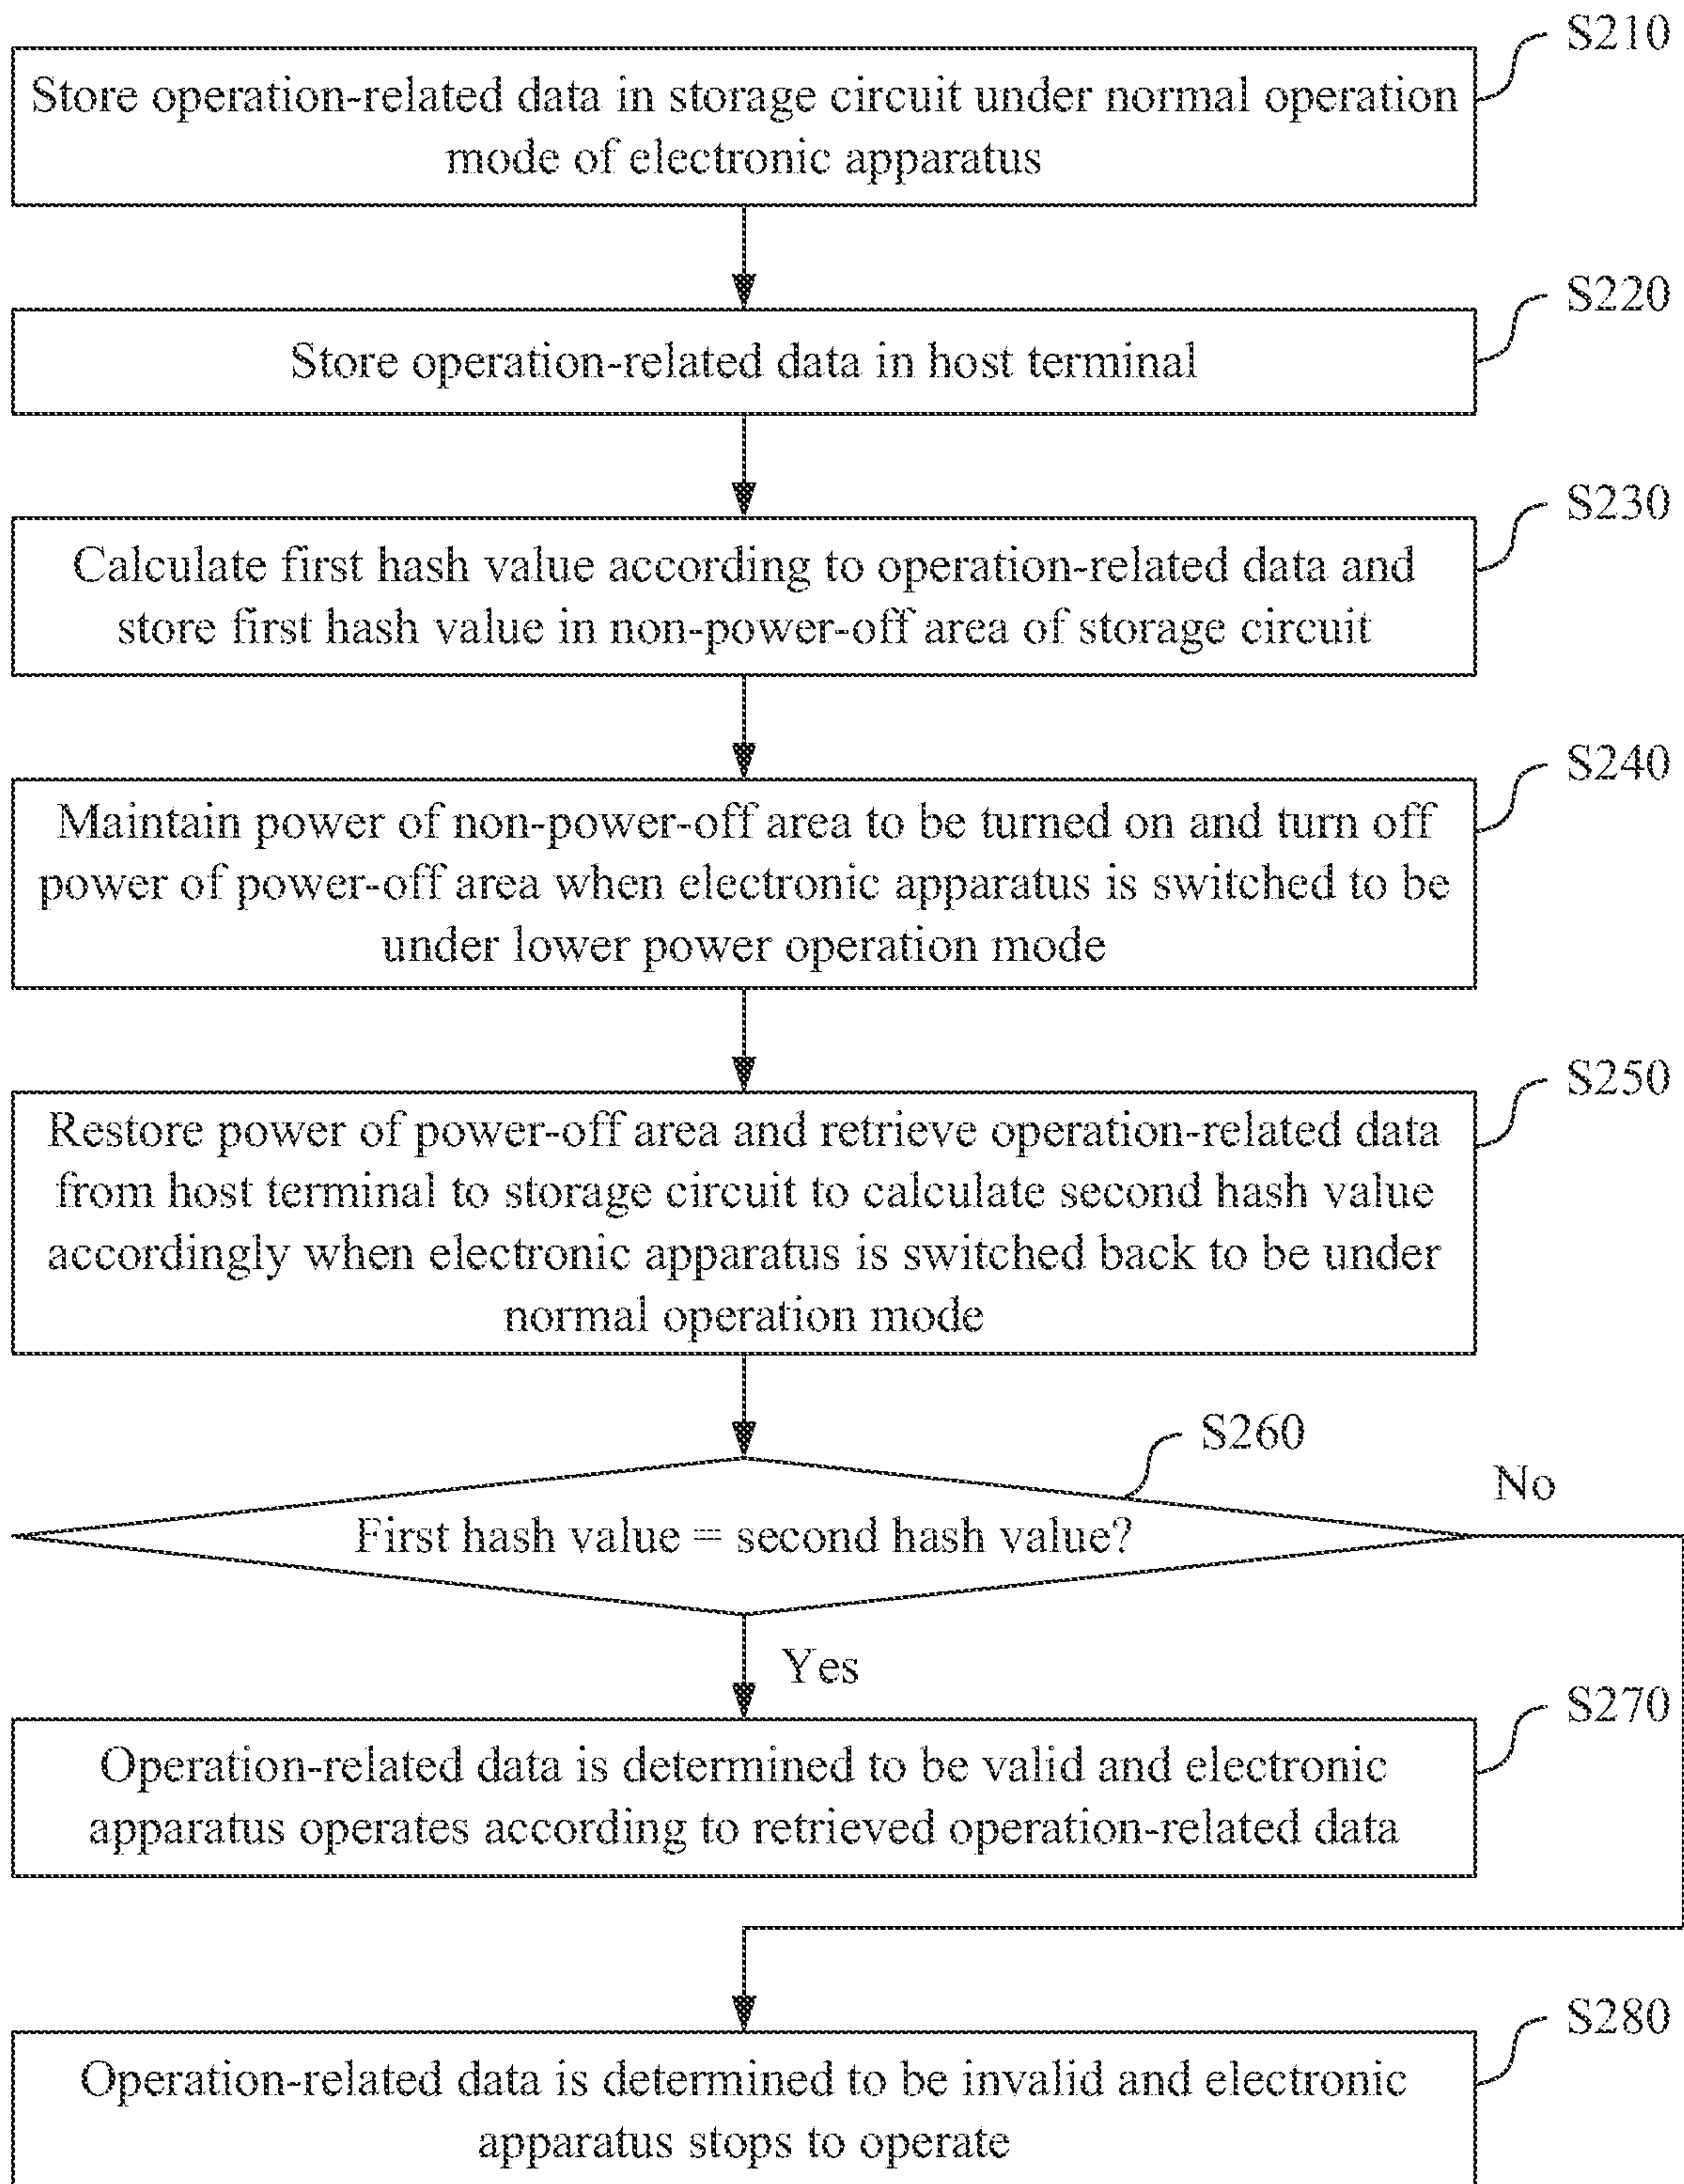 S210
Store operation-related data in storage circuit under normal operation
mode of electronic apparatus
S220
Store operation-related data in host terminal
S230
Calculate first hash value according to operation-related data and
store first hash value in non-power-off area of storage circuit
S240
Maintain power of non-power-off area to be turned on and turn off
power of power-off area when electronic apparatus is switched to be
under lower power operation mode
S250
Restore power of power-off area and retrieve operation-related data
from host terminal to storage circuit to calculate second hash value
accordingly when electronic apparatus is switched back to be under
normal operation mode
S260
No
First hash value = second hash value?
Yes
S270
Operation-related data is determined to be valid and electronic
apparatus operates according to retrieved operation-related data
S280
Operation-related data is determined to be invalid and electronic
apparatus stops to operate